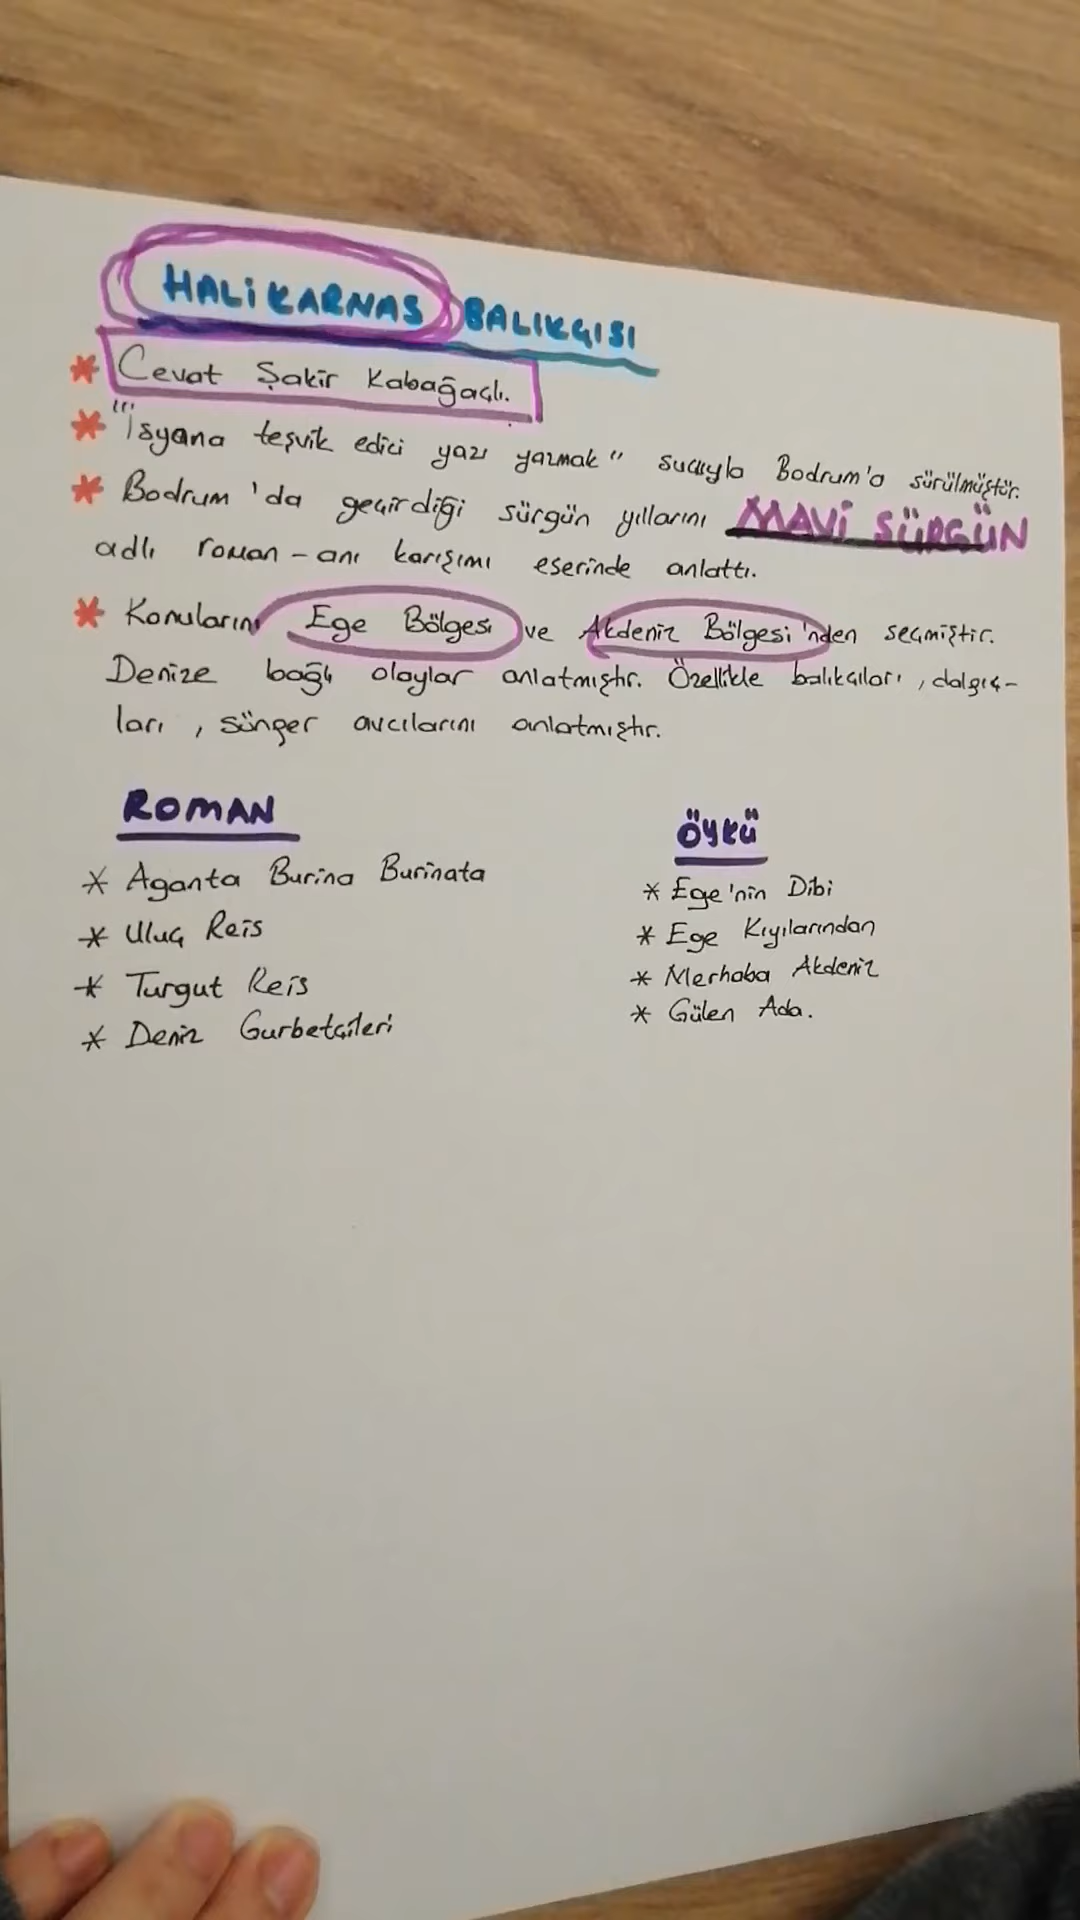 HALİKARNAS BALIKÇISI
* Cevat Şakir Kabağaçlı.
* "İsyana teşvik edici yazı yazmak" suçuyla Bodrum'a sürülmüştür.
* Bodrum'da geçirdiği sürgün yıllarını MAVİ SÜRGÜN
adlı roman-anı karışımı eserinde anlattı.
* Konularını Ege Bölgesi ve Akdeniz Bölgesi'nden seçmiştir.
Denize bağlı olaylar anlatmıştır. Özellikle balıkçıları, dalgıç-
ları, sünger avcılarını anlatmıştır.
ROMAN
* Aganta Burina Burinata
* Uluç Reis
* Turgut Reis
* Deniz Gurbetçileri
ÖYKÜ
* Ege'nin Dibi
* Ege Kıyılarından
* Merhaba Akdeniz
* Gülen Ada.